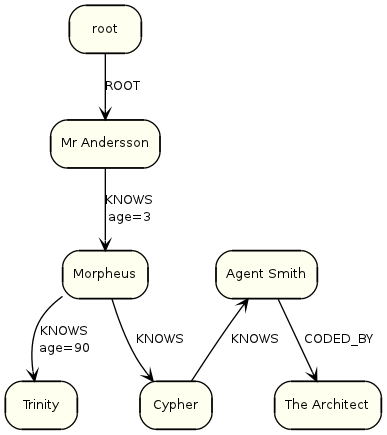 root
ROOT
Mr Andersson
KNOWS
age=3
Morpheus
Agent Smith
KNOWS
age=90
KNOWS
KNOWS
CODED_BY
Trinity
Cypher
The Architect